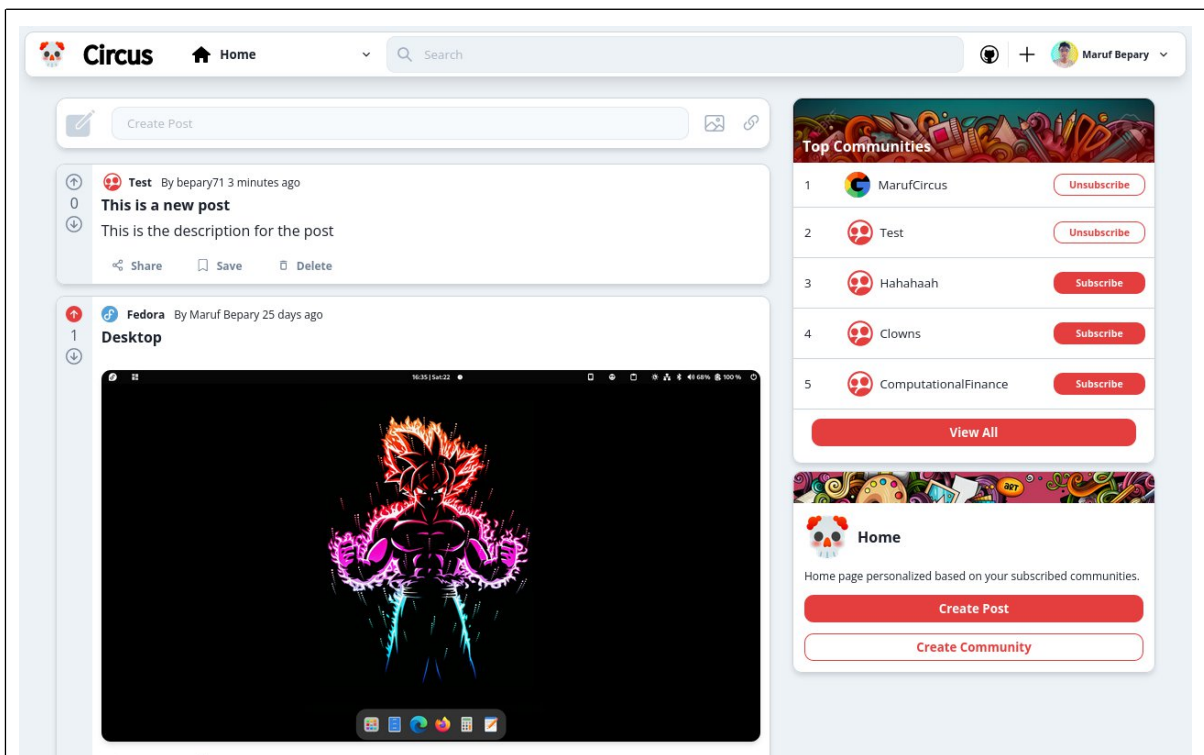 Circus
Home
Search
Maruf Bepary
Create Post
Test By bepary71 3 minutes ago
0
This is a new post
This is the description for the post
Share Save Delete
Fedora By Maruf Bepary 25 days ago
1
Desktop
16:35 | Sat:22
68% 100 %
Top Communities
1 MarufCircus Unsubscribe
2 Test Unsubscribe
3 Hahahaah Subscribe
4 Clowns Subscribe
5 ComputationalFinance Subscribe
View All
ART
Home
Home page personalized based on your subscribed communities.
Create Post
Create Community